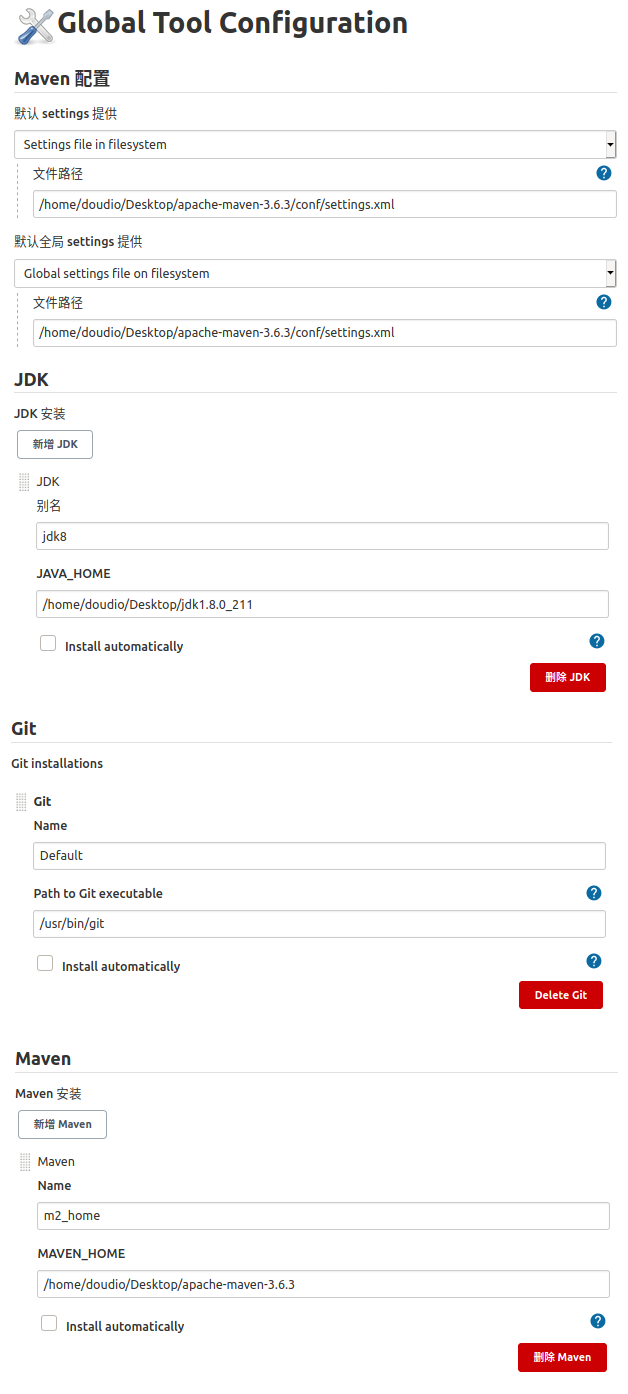 Global Tool Configuration
Maven 配置
默认 settings 提供
Settings file in filesystem
文件路径
/home/doudio/Desktop/apache-maven-3.6.3/conf/settings.xml
默认全局 settings 提供
Global settings file on filesystem
文件路径
/home/doudio/Desktop/apache-maven-3.6.3/conf/settings.xml
JDK
JDK 安装
新增 JDK
JDK
别名
jdk8
JAVA_HOME
/home/doudio/Desktop/jdk1.8.0_211
Install automatically
删除 JDK
Git
Git installations
Git
Name
Default
Path to Git executable
/usr/bin/git
Install automatically
Delete Git
Maven
Maven 安装
新增 Maven
Maven
Name
m2_home
MAVEN_HOME
/home/doudio/Desktop/apache-maven-3.6.3
Install automatically
删除 Maven